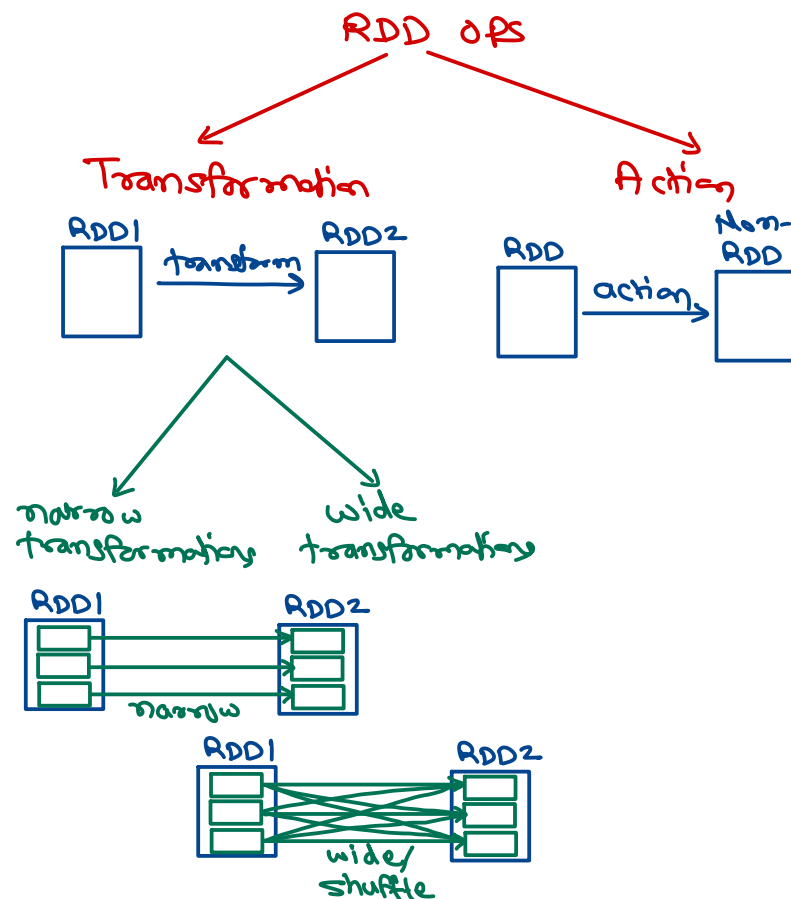 RDD OPS
Transformation
Action
RDD1
transform
RDD2
RDD
action
Non-
RDD
narrow
transformations
wide
transformations
RDD1
RDD2
narrow
RDD1
RDD2
wide/
shuffle